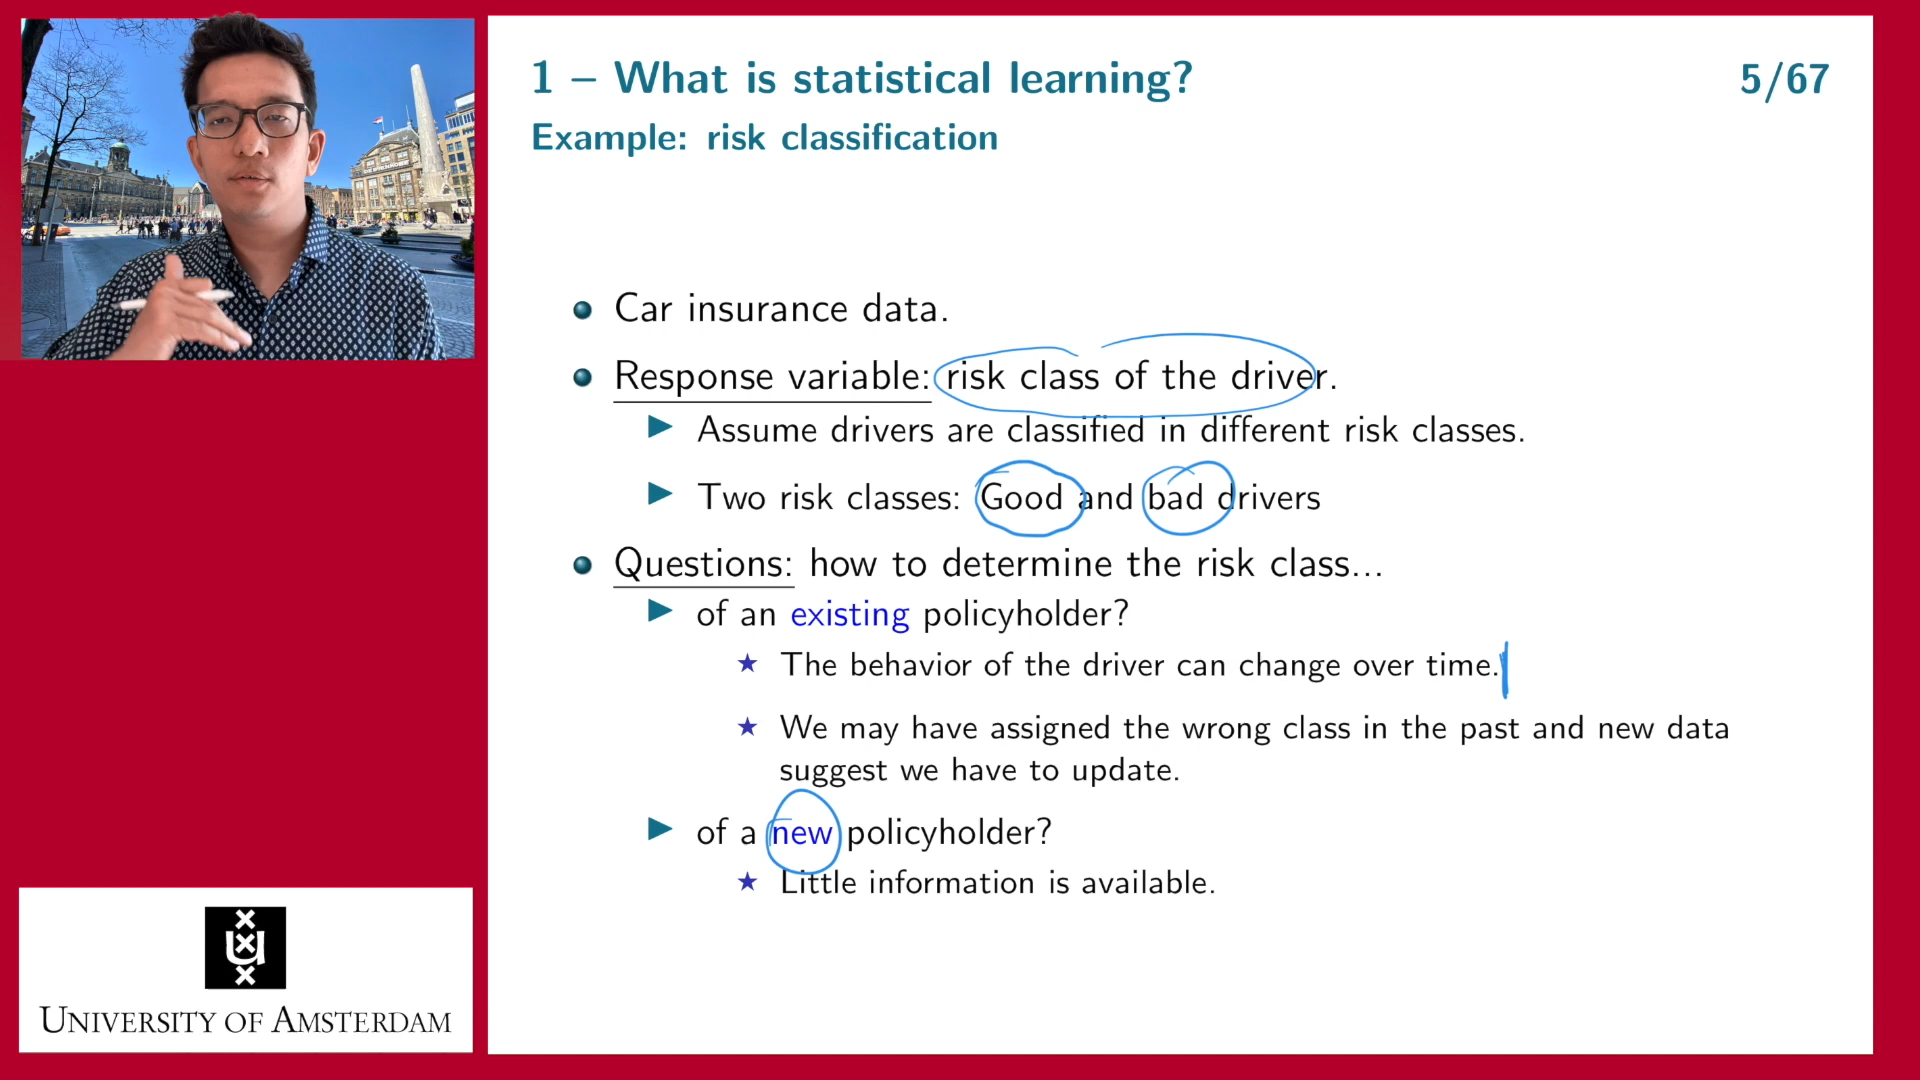 1 – What is statistical learning?
5/67
Example: risk classification
Car insurance data.
Response variable: risk class of the driver.
Assume drivers are classified in different risk classes.
Two risk classes: Good and bad drivers
Questions: how to determine the risk class...
of an existing policyholder?
The behavior of the driver can change over time.
We may have assigned the wrong class in the past and new data
suggest we have to update.
of a new policyholder?
Little information is available.
UNIVERSITY OF AMSTERDAM